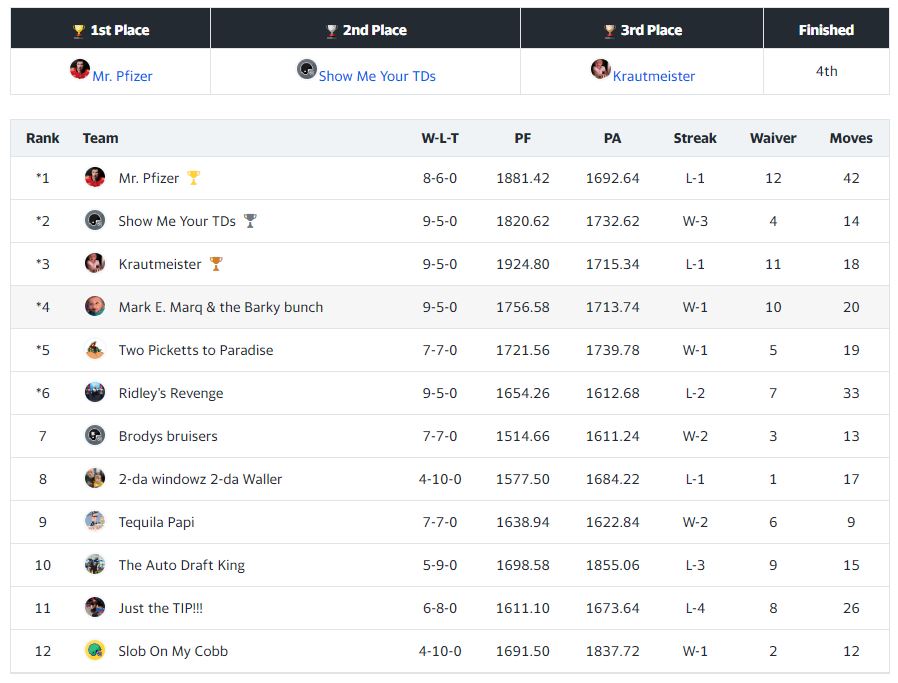 1st Place 2nd Place 3rd Place Finished
Mr. Pfizer Show Me Your TDs Krautmeister 4th
Rank Team W-L-T PF PA Streak Waiver Moves
*1 Mr. Pfizer 8-6-0 1881.42 1692.64 L-1 12 42
*2 Show Me Your TDs 9-5-0 1820.62 1732.62 W-3 4 14
*3 Krautmeister 9-5-0 1924.80 1715.34 L-1 11 18
*4 Mark E. Marq & the Barky bunch 9-5-0 1756.58 1713.74 W-1 10 20
*5 Two Picketts to Paradise 7-7-0 1721.56 1739.78 W-1 5 19
*6 Ridley's Revenge 9-5-0 1654.26 1612.68 L-2 7 33
7 Brodys bruisers 7-7-0 1514.66 1611.24 W-2 3 13
8 2-da windowz 2-da Waller 4-10-0 1577.50 1684.22 L-1 1 17
9 Tequila Papi 7-7-0 1638.94 1622.84 W-2 6 9
10 The Auto Draft King 5-9-0 1698.58 1855.06 L-3 9 15
11 Just the TIP!!! 6-8-0 1611.10 1673.64 L-4 8 26
12 Slob On My Cobb 4-10-0 1691.50 1837.72 W-1 2 12